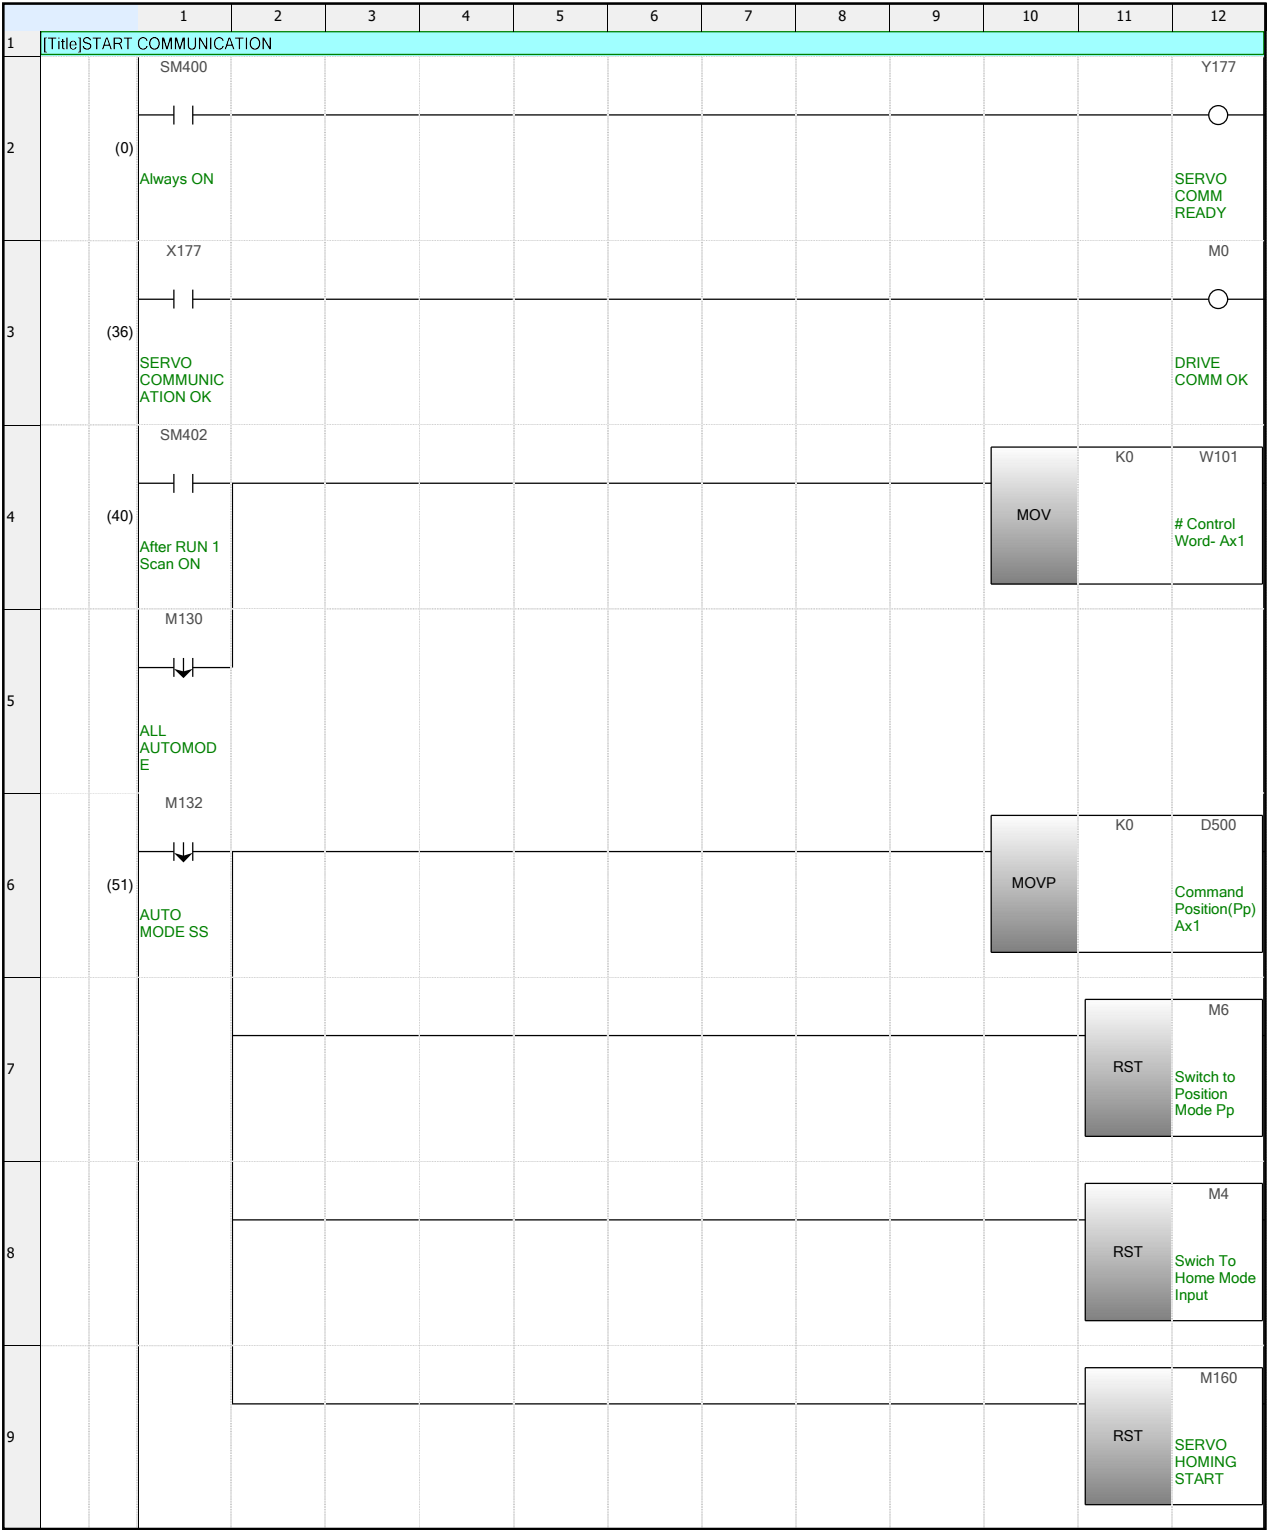 1 2 3 4 5 6 7 8 9 10 11 12
1 [Title]START COMMUNICATION
SM400 Y177
2 (0)
Always ON
SERVO
COMM
READY
X177 M0
3 (36)
SERVO
COMMUNIC
ATION OK
DRIVE
COMM OK
SM402
K0 W101
4 (40) MOV
After RUN 1
Scan ON
# Control
Word- Ax1
M130
5
ALL
AUTOMOD
E
M132
K0 D500
6 (51) MOVP
AUTO
MODE SS
Command
Position(Pp)
Ax1
M6
7 RST
Switch to
Position
Mode Pp
M4
8 RST
Swich To
Home Mode
Input
M160
9 RST
SERVO
HOMING
START